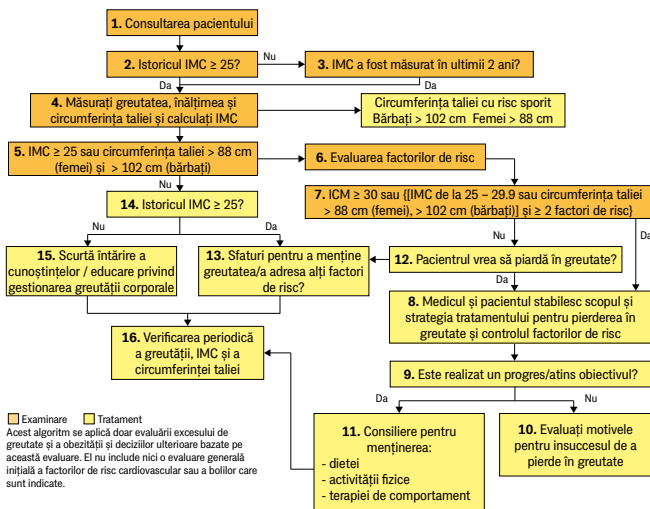 1. Consultarea pacientului
2. Istoricul IMC ≥ 25?
Nu
3. IMC a fost măsurat în ultimii 2 ani?
Da
Da
4. Măsurați greutatea, înălțimea și
circumferința taliei și calculați IMC
Circumferința taliei cu risc sporit
Bărbați > 102 cm Femei > 88 cm
5. IMC ≥ 25 sau circumferința taliei > 88 cm
(femei) și > 102 cm (bărbați)
6. Evaluarea factorilor de risc
Nu
7. ICM ≥ 30 sau {[IMC de la 25 – 29.9 sau circumferința taliei
> 88 cm (femei), > 102 cm (bărbați)] și ≥ 2 factori de risc}
14. Istoricul IMC ≥ 25?
Nu
Da
Nu
Da
15. Scurtă întărire a
cunoștințelor / educare privind
gestionarea greutății corporale
13. Sfaturi pentru a menține
greutatea/a adresa alți factori
de risc?
12. Pacientrul vrea să piardă în greutate?
Da
8. Medicul și pacientul stabilesc scopul și
strategia tratamentului pentru pierderea în
greutate și controlul factorilor de risc
16. Verificarea periodică
a greutății, IMC și a
circumferinței taliei
9. Este realizat un progres/atins obiectivul?
Da
Nu
11. Consiliere pentru
menținerea:
- dietei
- activității fizice
- terapiei de comportament
10. Evaluați motivele
pentru insuccesul de a
pierde în greutate
Examinare Tratament
Acest algoritm se aplică doar evaluării excesului de
greutate și a obezității și deciziilor ulterioare bazate pe
această evaluare. El nu include nici o evaluare generală
inițială a factorilor de risc cardiovascular sau a bolilor care
sunt indicate.